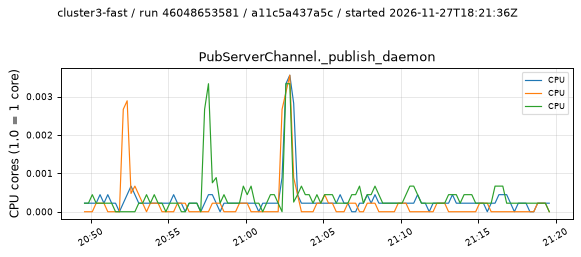 cluster3-fast / run 46048653581 / a11c5a437a5c / started 2026-11-27T18:21:36Z
PubServerChannel._publish_daemon
CPU cores (1.0 = 1 core)
0.003
0.002
0.001
0.000
CPU
CPU
CPU
20:50
20:55
21:00
21:05
21:10
21:15
21:20